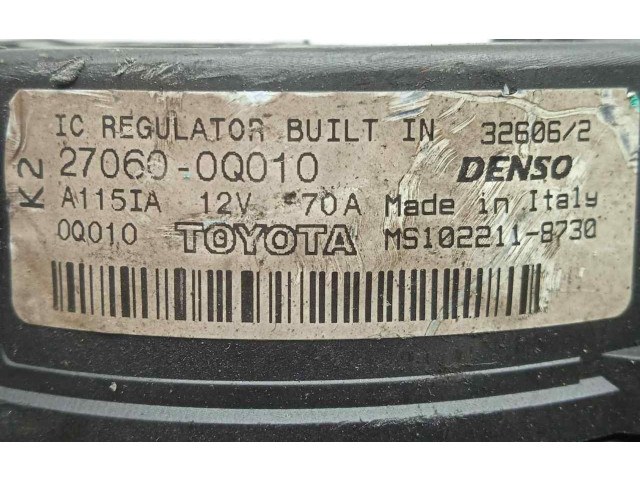 IC REGULATOR BUILT IN 32606/2
K2
27060-0Q010 DENSO
A115IA 12V 70A Made in Italy
0Q010 TOYOTA MS102211-8730